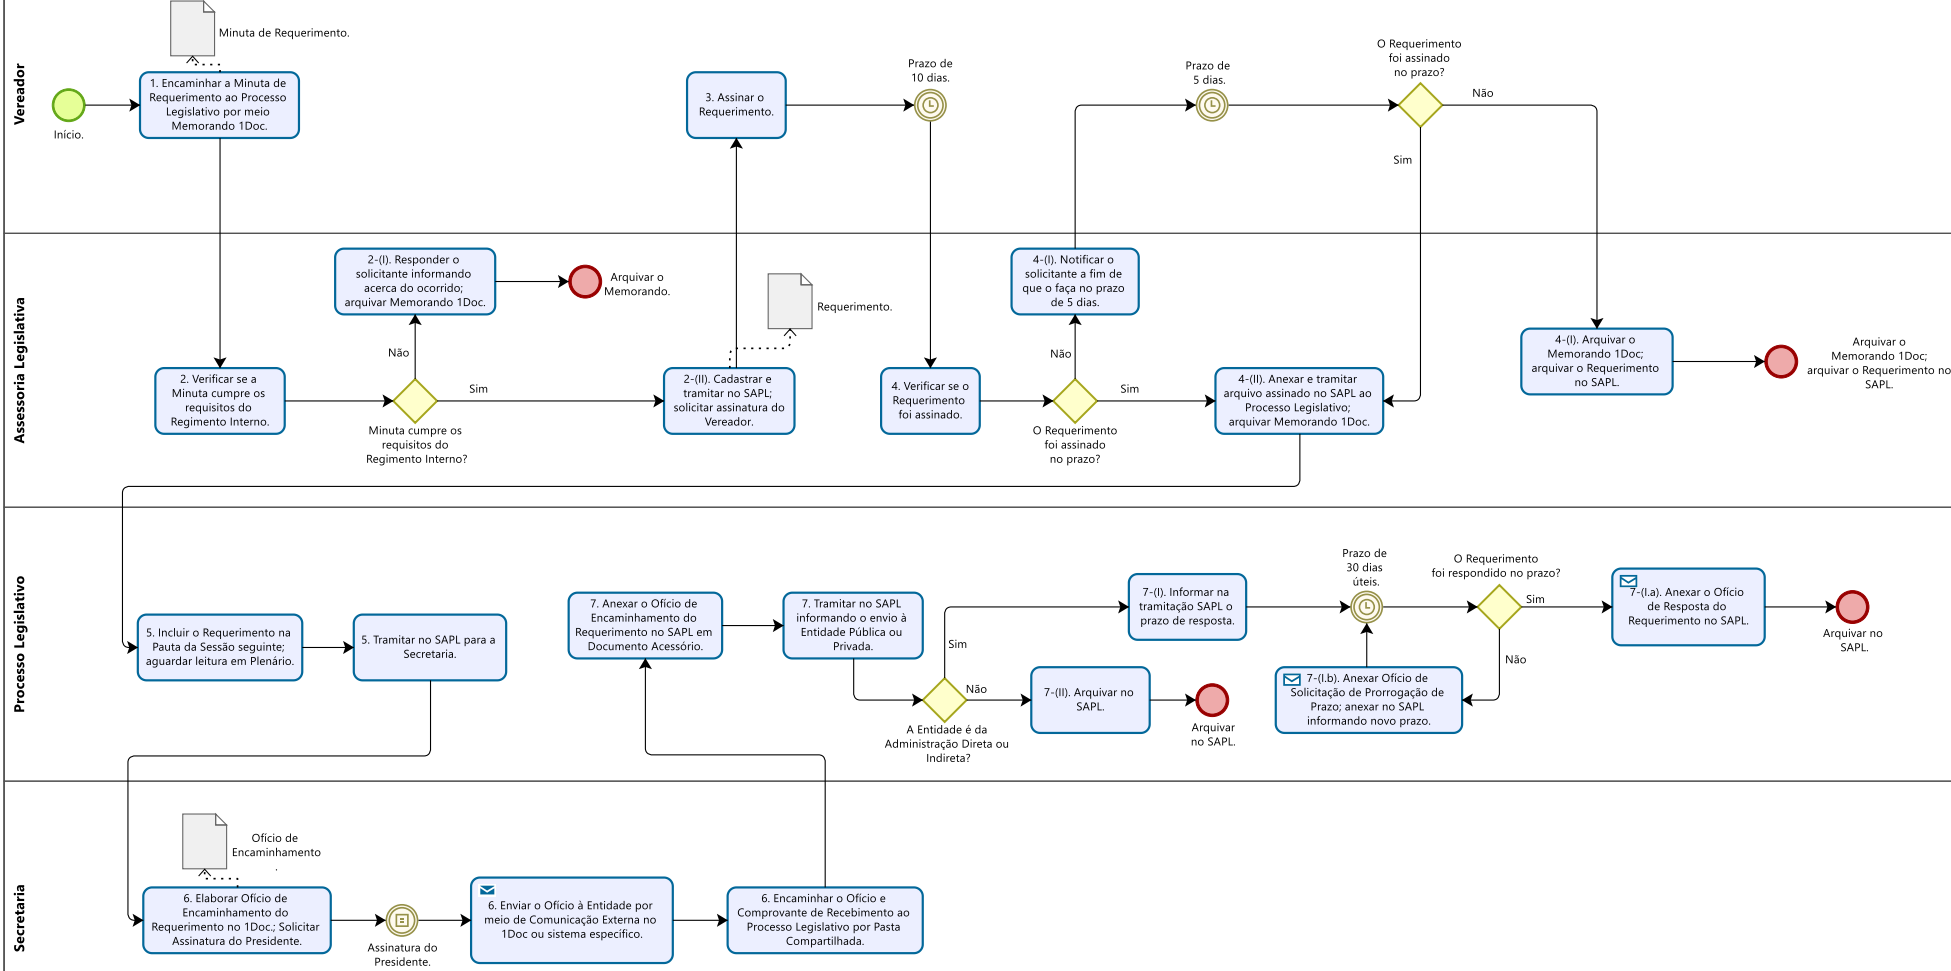 Vereador
Minuta de Requerimento.
Início.
1. Encaminhar a Minuta de
Requerimento ao Processo
Legislativo por meio
Memorando 1Doc.
3. Assinar o
Requerimento.
Prazo de
10 dias.
Prazo de
5 dias.
O Requerimento
foi assinado
no prazo?
Não
Sim
Assessoria Legislativa
2. Verificar se a
Minuta cumpre os
requisitos do
Regimento Interno.
2-(I). Responder o
solicitante informando
acerca do ocorrido;
arquivar Memorando 1Doc.
Arquivar o
Memorando.
Não
Sim
Minuta cumpre os
requisitos do
Regimento Interno?
Requerimento.
2-(II). Cadastrar e
tramitar no SAPL;
solicitar assinatura do
Vereador.
4. Verificar se o
Requerimento
foi assinado.
4-(I). Notificar o
solicitante a fim de
que o faça no prazo
de 5 dias.
Não
Sim
O Requerimento
foi assinado
no prazo?
4-(II). Anexar e tramitar
arquivo assinado no SAPL ao
Processo Legislativo;
arquivar Memorando 1Doc.
4-(I). Arquivar o
Memorando 1Doc;
arquivar o Requerimento
no SAPL.
Arquivar o
Memorando 1Doc;
arquivar o Requerimento no
SAPL.
Processo Legislativo
5. Incluir o Requerimento na
Pauta da Sessão seguinte;
aguardar leitura em Plenário.
5. Tramitar no SAPL para a
Secretaria.
7. Anexar o Ofício de
Encaminhamento do
Requerimento no SAPL em
Documento Acessório.
7. Tramitar no SAPL
informando o envio à
Entidade Pública ou
Privada.
Sim
Não
A Entidade é da
Administração Direta ou
Indireta?
7-(I). Informar na
tramitação SAPL o
prazo de resposta.
7-(II). Arquivar no
SAPL.
Arquivar
no SAPL.
Prazo de
30 dias
úteis.
O Requerimento
foi respondido no prazo?
Sim
Não
7-(I.b). Anexar Ofício de
Solicitação de Prorrogação de
Prazo; anexar no SAPL
informando novo prazo.
7-(I.a). Anexar o Ofício
de Resposta do
Requerimento no SAPL.
Arquivar no
SAPL.
Secretaria
Ofício de
Encaminhamento
.
6. Elaborar Ofício de
Encaminhamento do
Requerimento no 1Doc.; Solicitar
Assinatura do Presidente.
Assinatura do
Presidente.
6. Enviar o Ofício à Entidade por
meio de Comunicação Externa no
1Doc ou sistema específico.
6. Encaminhar o Ofício e
Comprovante de Recebimento ao
Processo Legislativo por Pasta
Compartilhada.